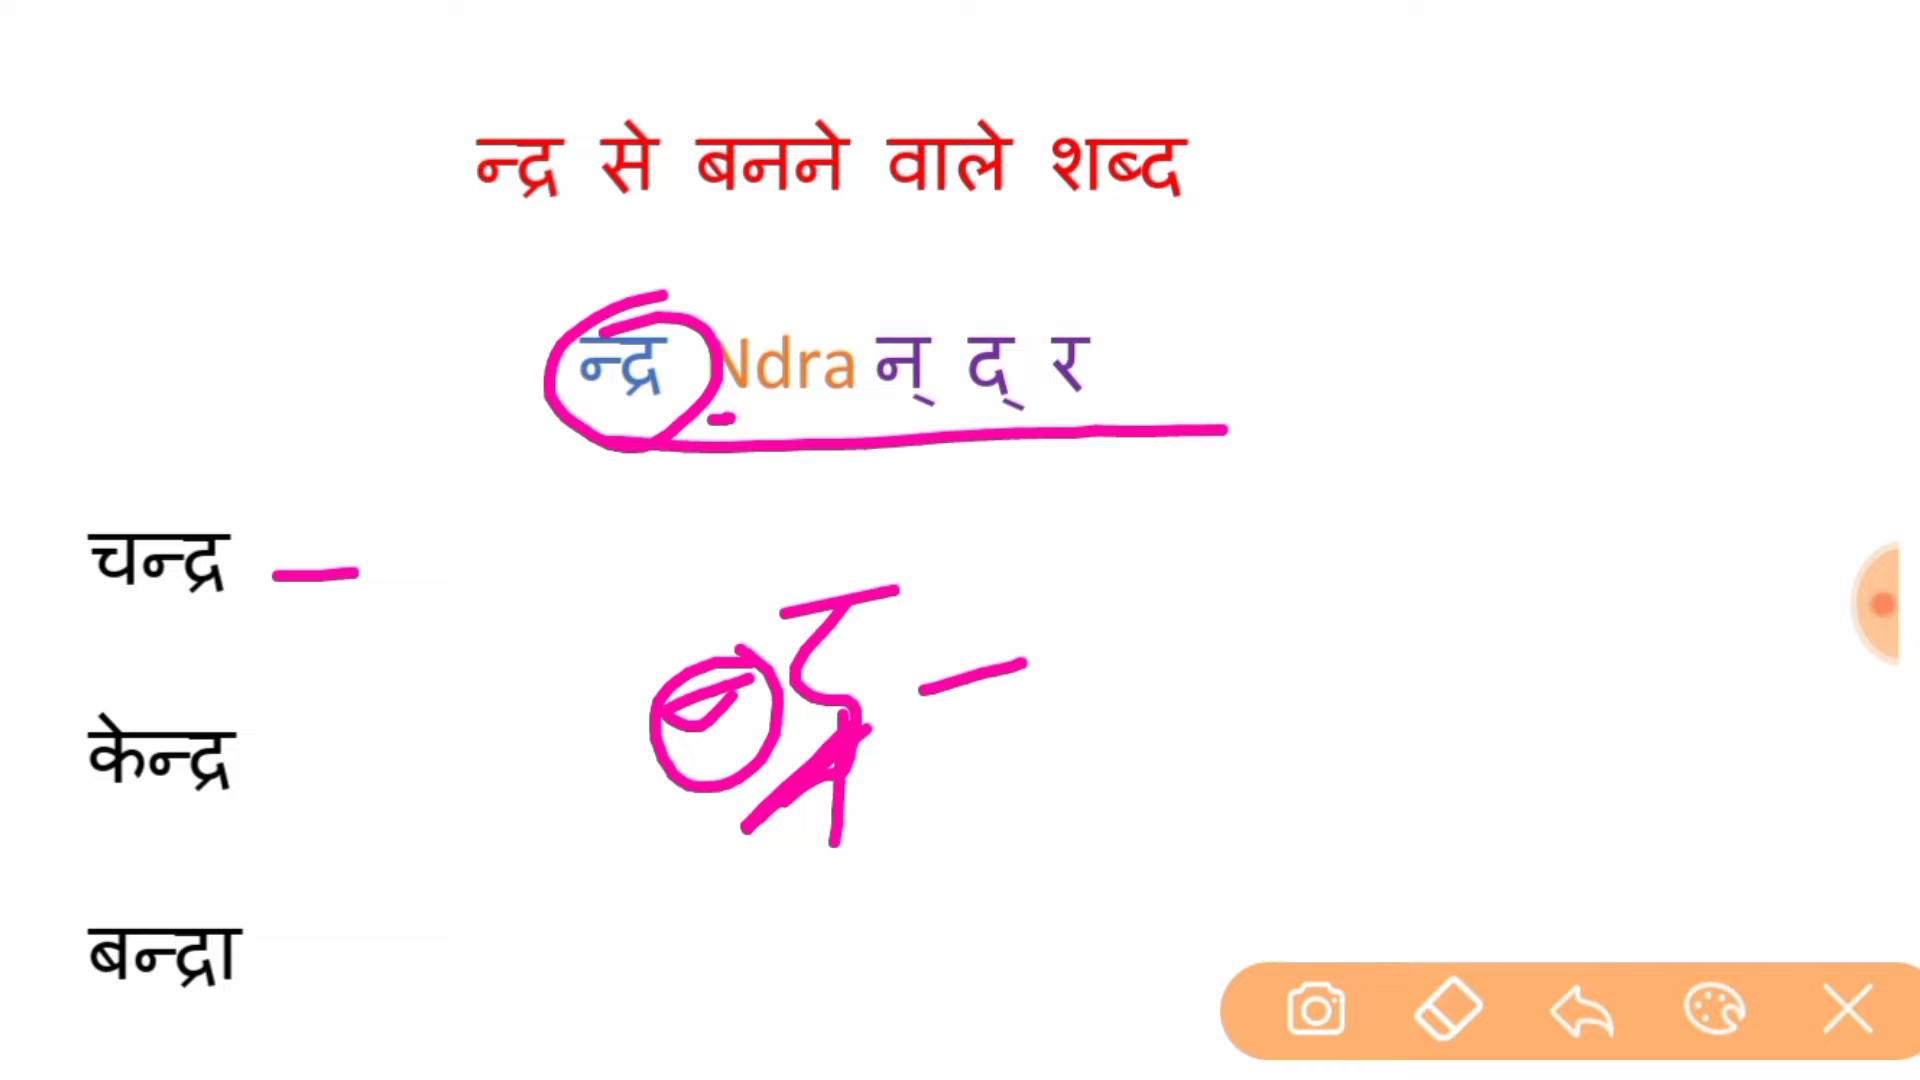 न्द्र से बनने वाले शब्द
न्द्र Ndra न् द् र
चन्द्र
केन्द्र
बन्द्रा